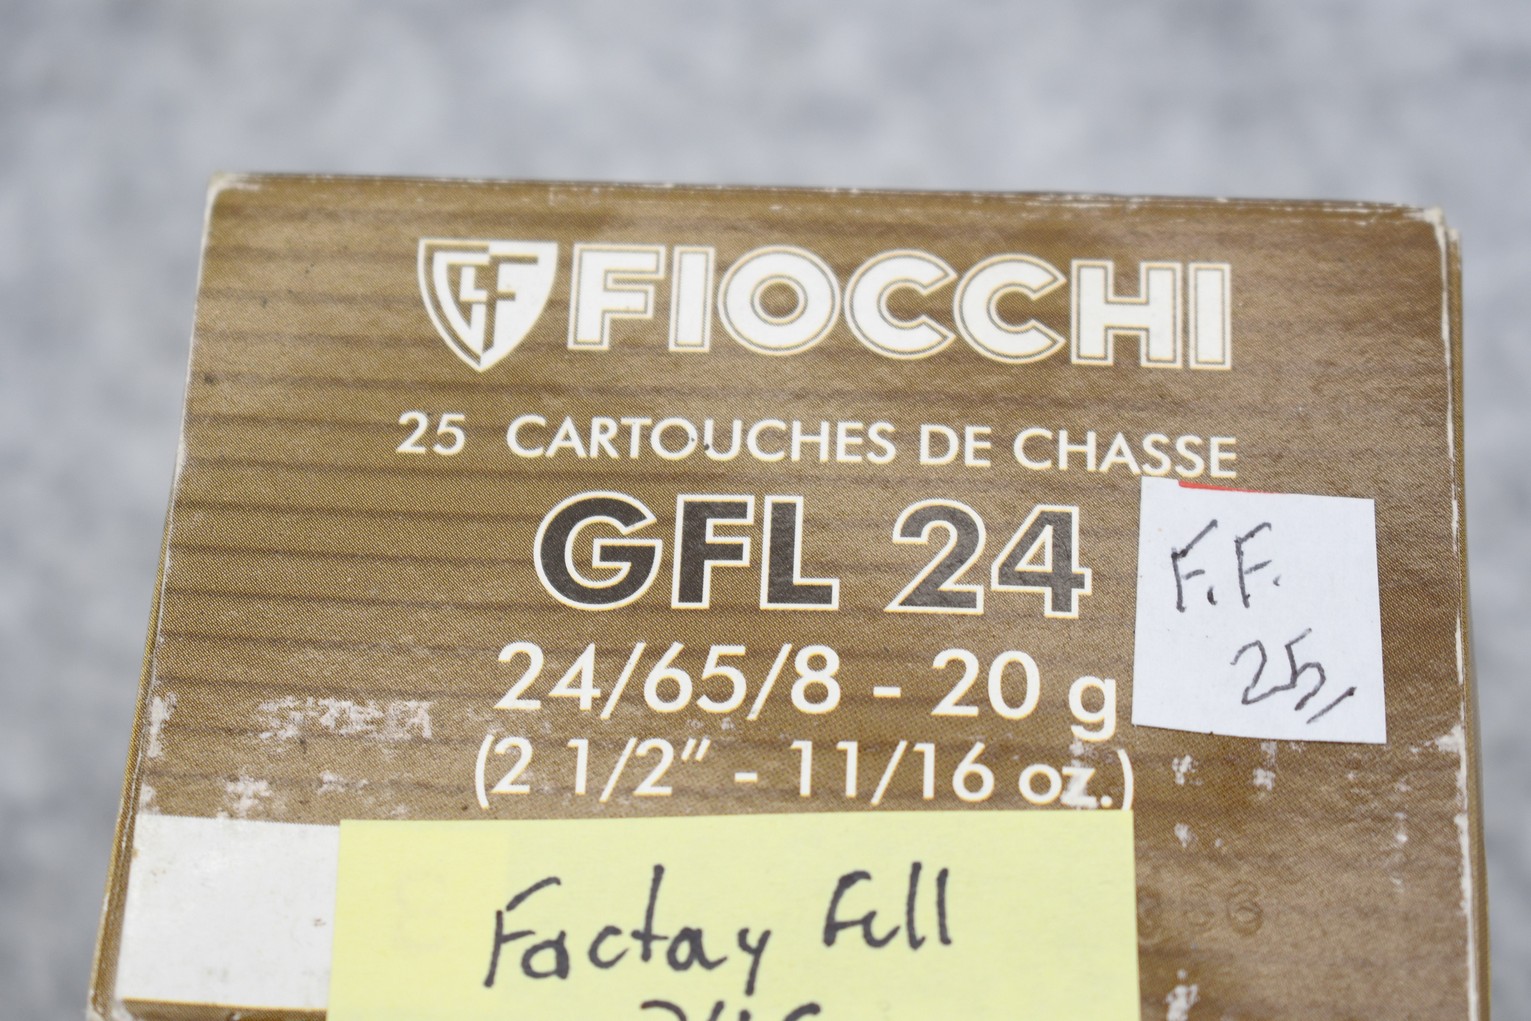 GFL FIOCCHI
25 CARTOUCHES DE CHASSE
GFL 24
24/65/8 - 20 g
(2 1/2" - 11/16 oz.)
F.F.
25,
Factay Full